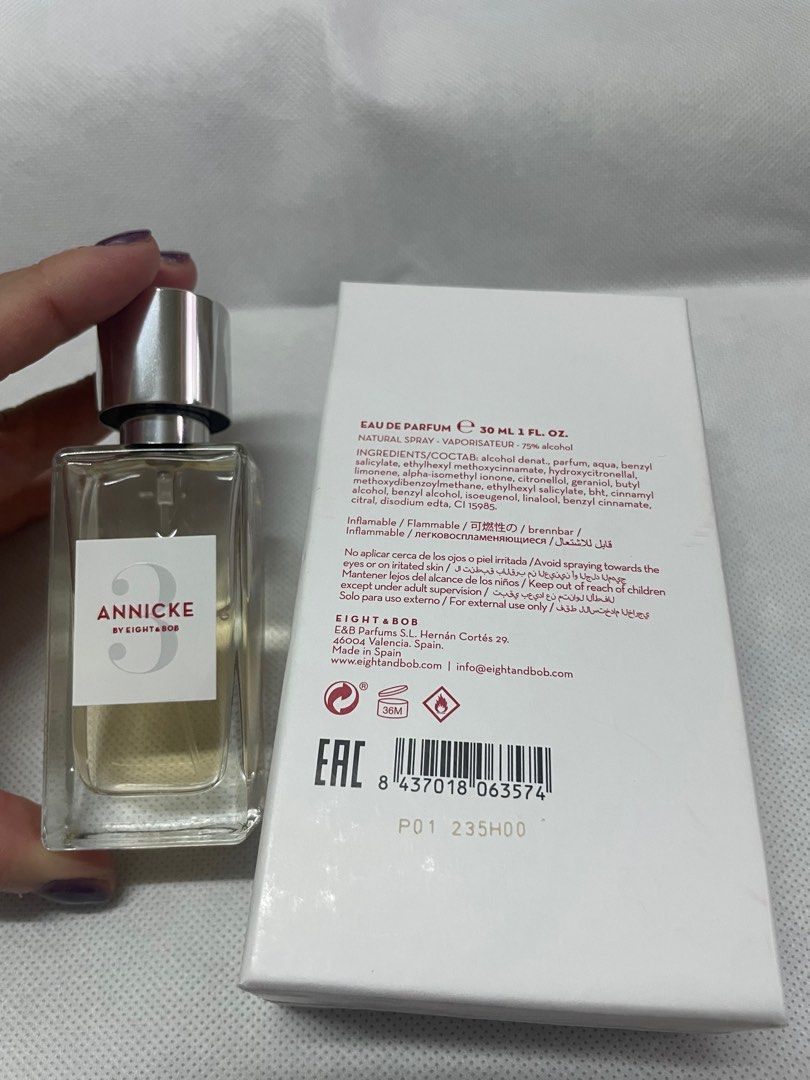 3
ANNICKE
BY EIGHT & BOB
EAU DE PARFUM ℮ 30 ML 1 FL. OZ.
NATURAL SPRAY · VAPORISATEUR · 75% alcohol
INGREDIENTS/COCTAB: alcohol denat., parfum, aqua, benzyl
salicylate, ethylhexyl methoxycinnamate, hydroxycitronellal,
limonene, alpha-isomethyl ionone, citronellol, geraniol, butyl
methoxydibenzoylmethane, ethylhexyl salicylate, bht, cinnamyl
alcohol, benzyl alcohol, isoeugenol, linalool, benzyl cinnamate,
citral, disodium edta, CI 15985.
Inflamable / Flammable / 可燃性の / brennbar /
Inflammable / легковоспламеняющиеся / قابل للاشتعال
No aplicar cerca de los ojos o piel irritada /Avoid spraying towards the
eyes or on iritated skin /
Mantener lejos del alcance de los niños / Keep out of reach of children
except under adult supervision /
Solo para uso externo / For external use only /
EIGHT & BOB
E&B Parfums S.L. Hernán Cortés 29.
46004 Valencia. Spain.
Made in Spain
www.eightandbob.com | info@eightandbob.com
®
36M
EAC
8 437018 063574
P01 235H00